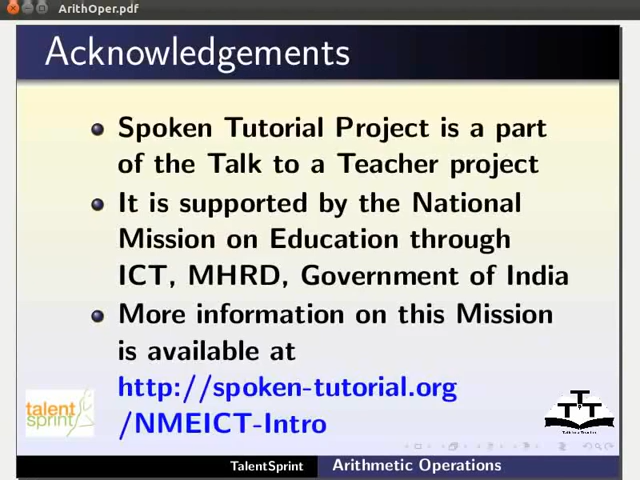 ArithOper.pdf
Acknowledgements
Spoken Tutorial Project is a part
of the Talk to a Teacher project
It is supported by the National
Mission on Education through
ICT, MHRD, Government of India
More information on this Mission
is available at
http://spoken-tutorial.org
/NMEICT-Intro
talent
sprint
TalentSprint
Arithmetic Operations